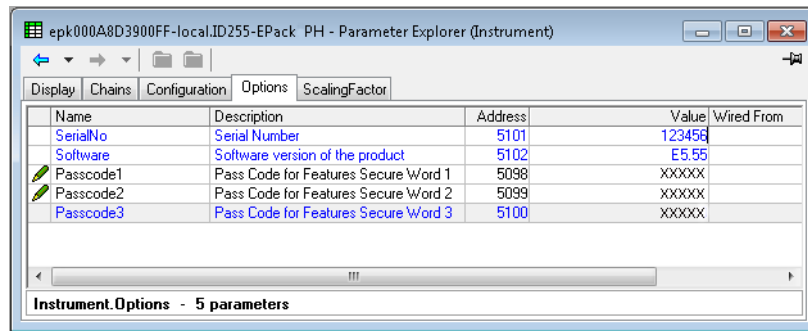 epk000A8D3900FF-local.ID255-EPack PH - Parameter Explorer (Instrument)
Display Chains Configuration Options ScalingFactor
Name Description Address Value Wired From
SerialNo Serial Number 5101 123456
Software Software version of the product 5102 E5.55
Passcode1 Pass Code for Features Secure Word 1 5098 XXXXX
Passcode2 Pass Code for Features Secure Word 2 5099 XXXXX
Passcode3 Pass Code for Features Secure Word 3 5100 XXXXX
Instrument.Options - 5 parameters